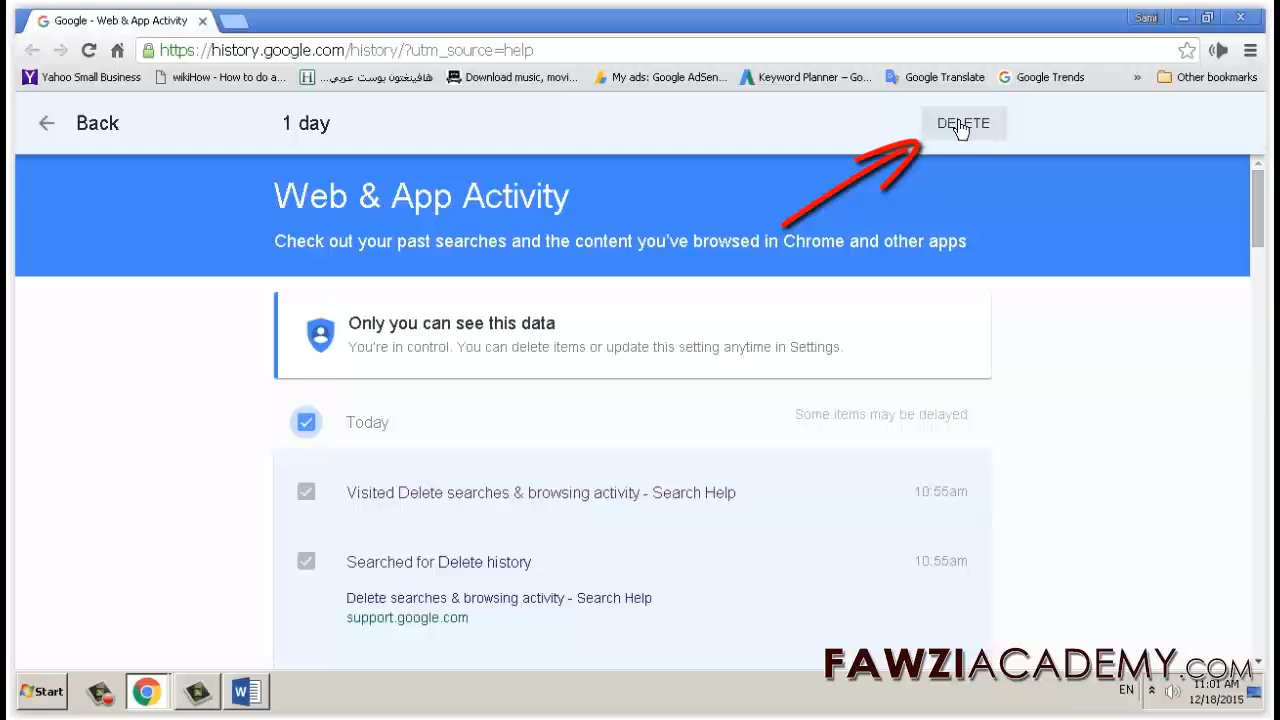 Google - Web & App Activity
Sami
https://history.google.com/history/?utm_source=help
Yahoo Small Business
wikiHow - How to do a...
هافيغتون بوست عربي...
Download music, movi...
My ads: Google AdSen...
Keyword Planner – Go...
Google Translate
Google Trends
»
Other bookmarks
Back
1 day
DELETE
Web & App Activity
Check out your past searches and the content you've browsed in Chrome and other apps
Only you can see this data
You're in control. You can delete items or update this setting anytime in Settings.
Today
Some items may be delayed
Visited Delete searches & browsing activity - Search Help
10:55am
Searched for Delete history
10:55am
Delete searches & browsing activity - Search Help
support.google.com
FAWZIACADEMY.COM
Start
EN
11:01 AM
12/18/2015